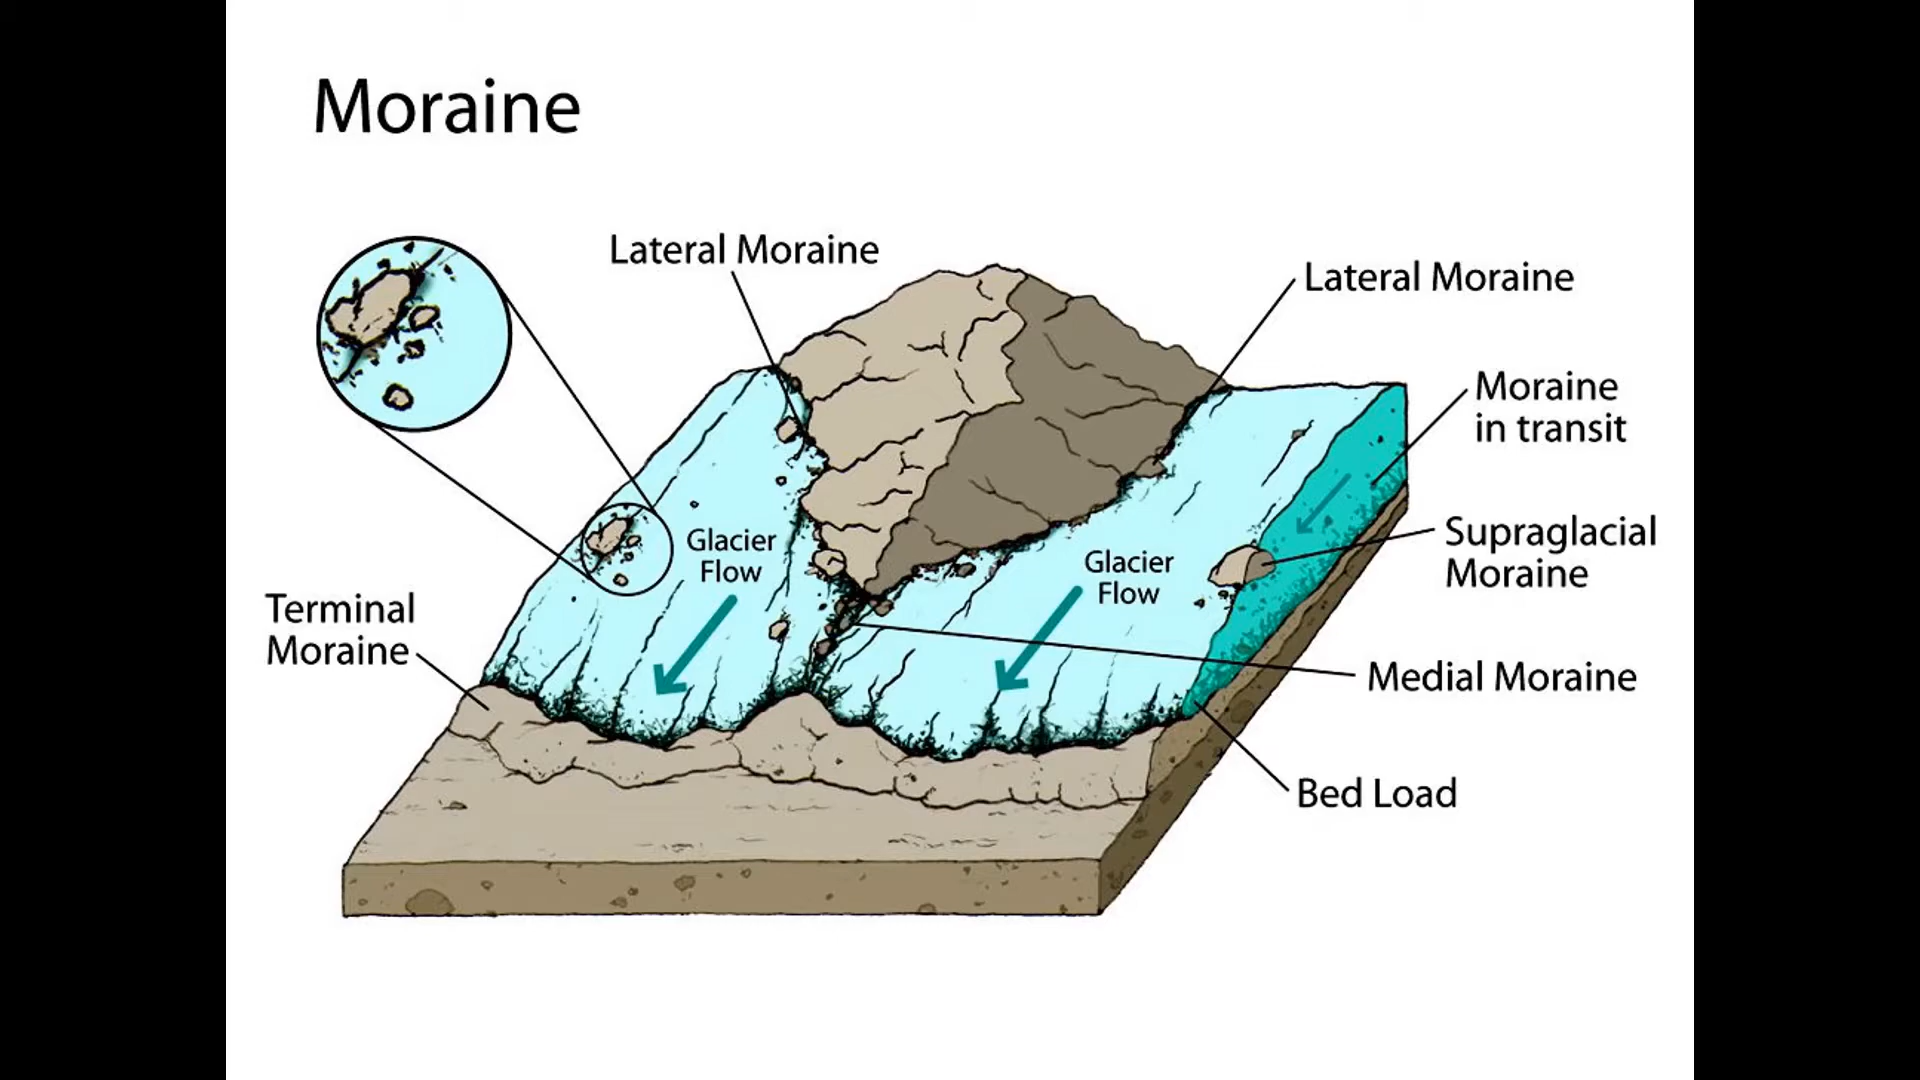 Moraine
Lateral Moraine
Lateral Moraine
Moraine
in transit
Supraglacial
Moraine
Glacier
Flow
Glacier
Flow
Terminal
Moraine
Medial Moraine
Bed Load